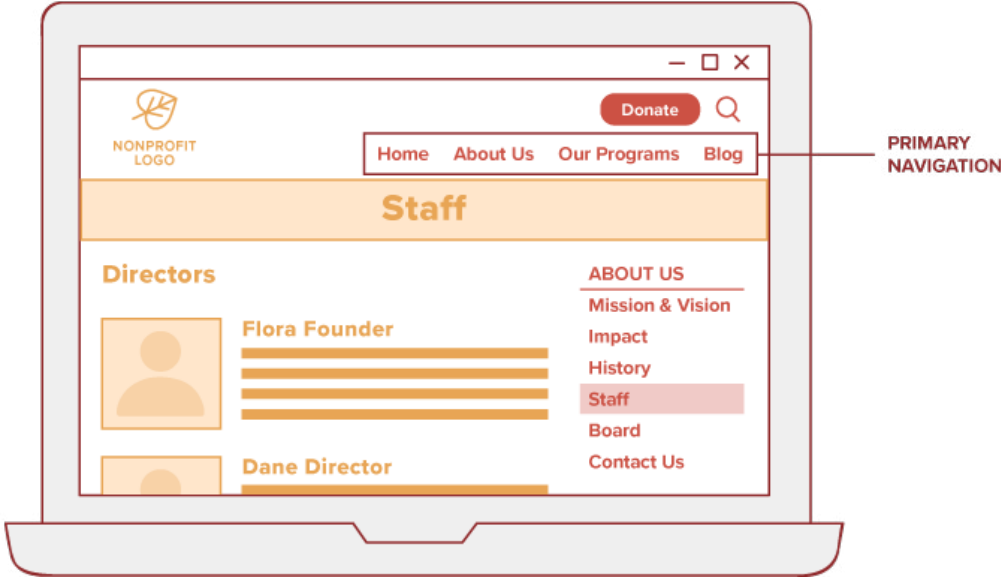 Donate
NONPROFIT
LOGO
Home About Us Our Programs Blog
PRIMARY
NAVIGATION
Staff
Directors
Flora Founder
Dane Director
ABOUT US
Mission & Vision
Impact
History
Staff
Board
Contact Us